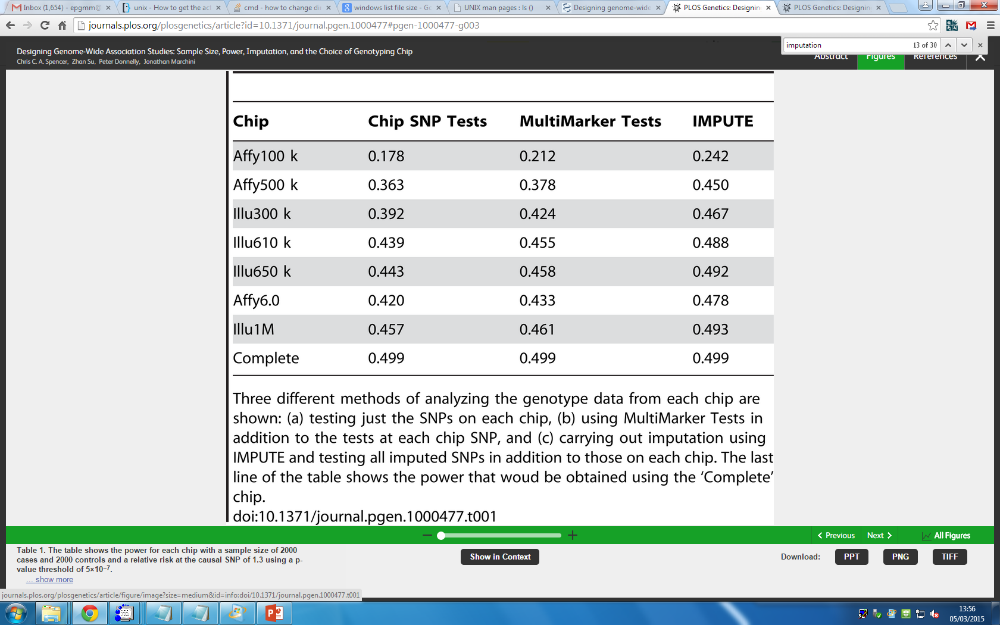 Inbox (1,654) - epgmm@
unix - How to get the act
cmd - how to change di
windows list file size - Go
UNIX man pages : ls ()
Designing genome-wide
PLOS Genetics: Designin
PLOS Genetics: Designin
journals.plos.org/plosgenetics/article?id=10.1371/journal.pgen.1000477#pgen-1000477-g003
imputation 13 of 30
Designing Genome-Wide Association Studies: Sample Size, Power, Imputation, and the Choice of Genotyping Chip
Chris C. A. Spencer, Zhan Su, Peter Donnelly, Jonathan Marchini
Abstract Figures References
Chip Chip SNP Tests MultiMarker Tests IMPUTE
Affy100 k 0.178 0.212 0.242
Affy500 k 0.363 0.378 0.450
Illu300 k 0.392 0.424 0.467
Illu610 k 0.439 0.455 0.488
Illu650 k 0.443 0.458 0.492
Affy6.0 0.420 0.433 0.478
Illu1M 0.457 0.461 0.493
Complete 0.499 0.499 0.499
Three different methods of analyzing the genotype data from each chip are
shown: (a) testing just the SNPs on each chip, (b) using MultiMarker Tests in
addition to the tests at each chip SNP, and (c) carrying out imputation using
IMPUTE and testing all imputed SNPs in addition to those on each chip. The last
line of the table shows the power that woud be obtained using the ‘Complete’
chip.
doi:10.1371/journal.pgen.1000477.t001
Previous Next All Figures
Table 1. The table shows the power for each chip with a sample size of 2000
cases and 2000 controls and a relative risk at the causal SNP of 1.3 using a p-
value threshold of 5×10⁻⁷.
... show more
Show in Context
Download: PPT PNG TIFF
journals.plos.org/plosgenetics/article/figure/image?size=medium&id=info:doi/10.1371/journal.pgen.1000477.t001
13:56
05/03/2015